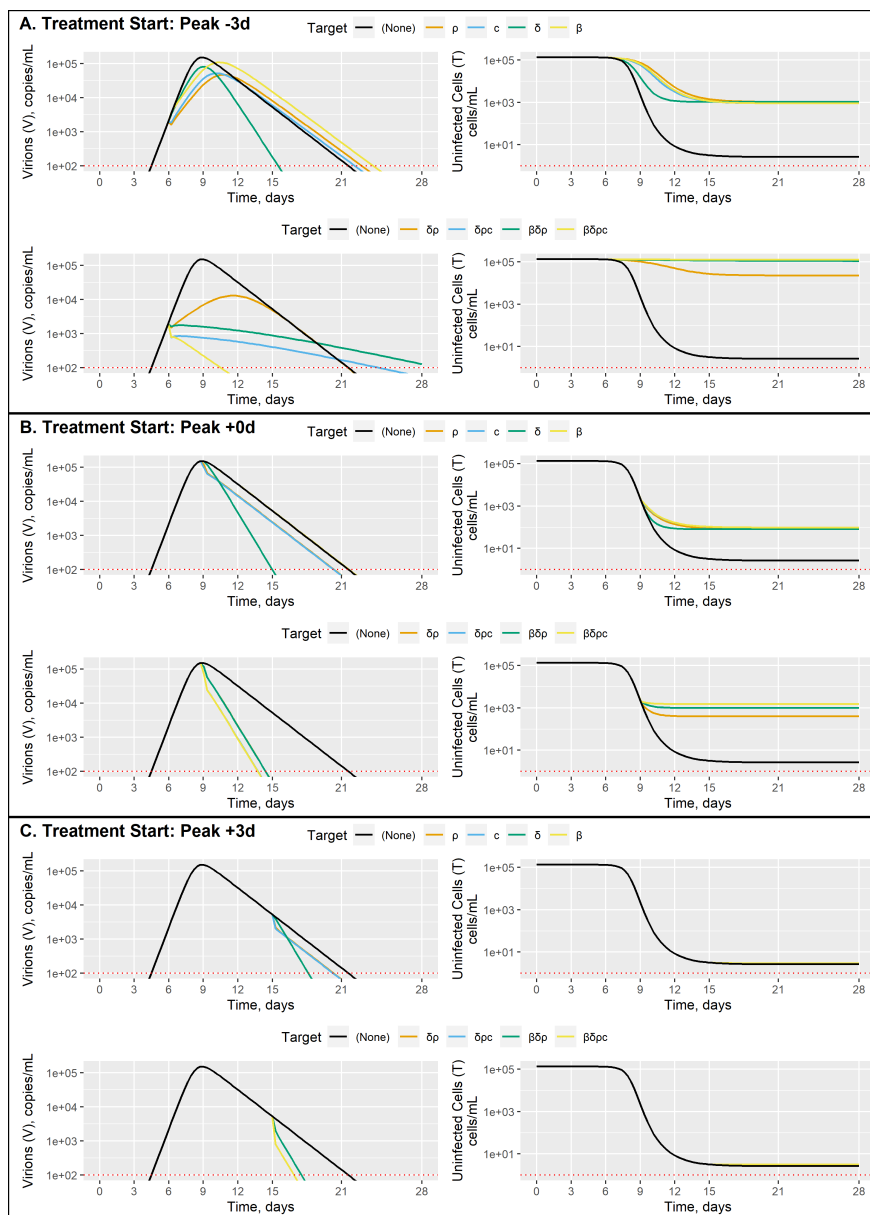 A. Treatment Start: Peak -3d
Target (None) ρ c δ β
Virions (V), copies/mL
1e+05
1e+04
1e+03
1e+02
0 3 6 9 12 15 21 28
Time, days
Uninfected Cells (T)
cells/mL
1e+05
1e+03
1e+01
0 3 6 9 12 15 21 28
Time, days
Target (None) δρ δρc βδρ βδρc
Virions (V), copies/mL
1e+05
1e+04
1e+03
1e+02
0 3 6 9 12 15 21 28
Time, days
Uninfected Cells (T)
cells/mL
1e+05
1e+03
1e+01
0 3 6 9 12 15 21 28
Time, days
B. Treatment Start: Peak +0d
Target (None) ρ c δ β
Virions (V), copies/mL
1e+05
1e+04
1e+03
1e+02
0 3 6 9 12 15 21 28
Time, days
Uninfected Cells (T)
cells/mL
1e+05
1e+03
1e+01
0 3 6 9 12 15 21 28
Time, days
Target (None) δρ δρc βδρ βδρc
Virions (V), copies/mL
1e+05
1e+04
1e+03
1e+02
0 3 6 9 12 15 21 28
Time, days
Uninfected Cells (T)
cells/mL
1e+05
1e+03
1e+01
0 3 6 9 12 15 21 28
Time, days
C. Treatment Start: Peak +3d
Target (None) ρ c δ β
Virions (V), copies/mL
1e+05
1e+04
1e+03
1e+02
0 3 6 9 12 15 21 28
Time, days
Uninfected Cells (T)
cells/mL
1e+05
1e+03
1e+01
0 3 6 9 12 15 21 28
Time, days
Target (None) δρ δρc βδρ βδρc
Virions (V), copies/mL
1e+05
1e+04
1e+03
1e+02
0 3 6 9 12 15 21 28
Time, days
Uninfected Cells (T)
cells/mL
1e+05
1e+03
1e+01
0 3 6 9 12 15 21 28
Time, days